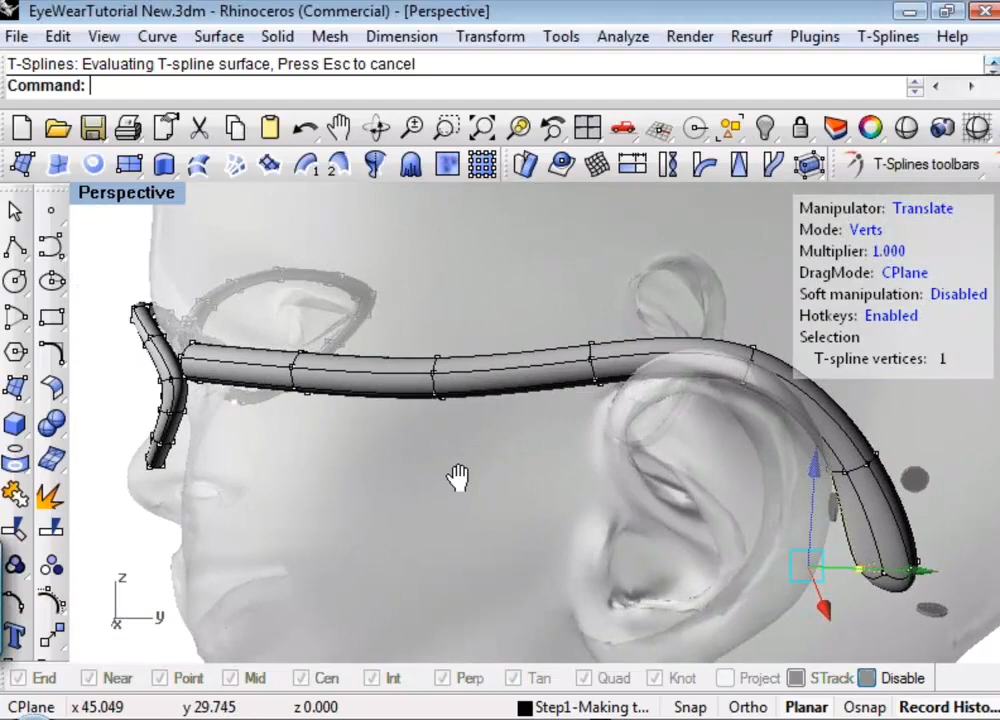 EyeWearTutorial New.3dm - Rhinoceros (Commercial) - [Perspective]
File Edit View Curve Surface Solid Mesh Dimension Transform Tools Analyze Render Resurf Plugins T-Splines Help
T-Splines: Evaluating T-spline surface, Press Esc to cancel
Command:
1 2 T-Splines toolbars
Perspective
Manipulator: Translate
Mode: Verts
Multiplier: 1.000
DragMode: CPlane
Soft manipulation: Disabled
Hotkeys: Enabled
Selection
T-spline vertices: 1
z
y
x
T
End Near Point Mid Cen Int Perp Tan Quad Knot Project STrack Disable
CPlane x 45.049 y 29.745 z 0.000 Step1-Making t... Snap Ortho Planar Osnap Record Histo...